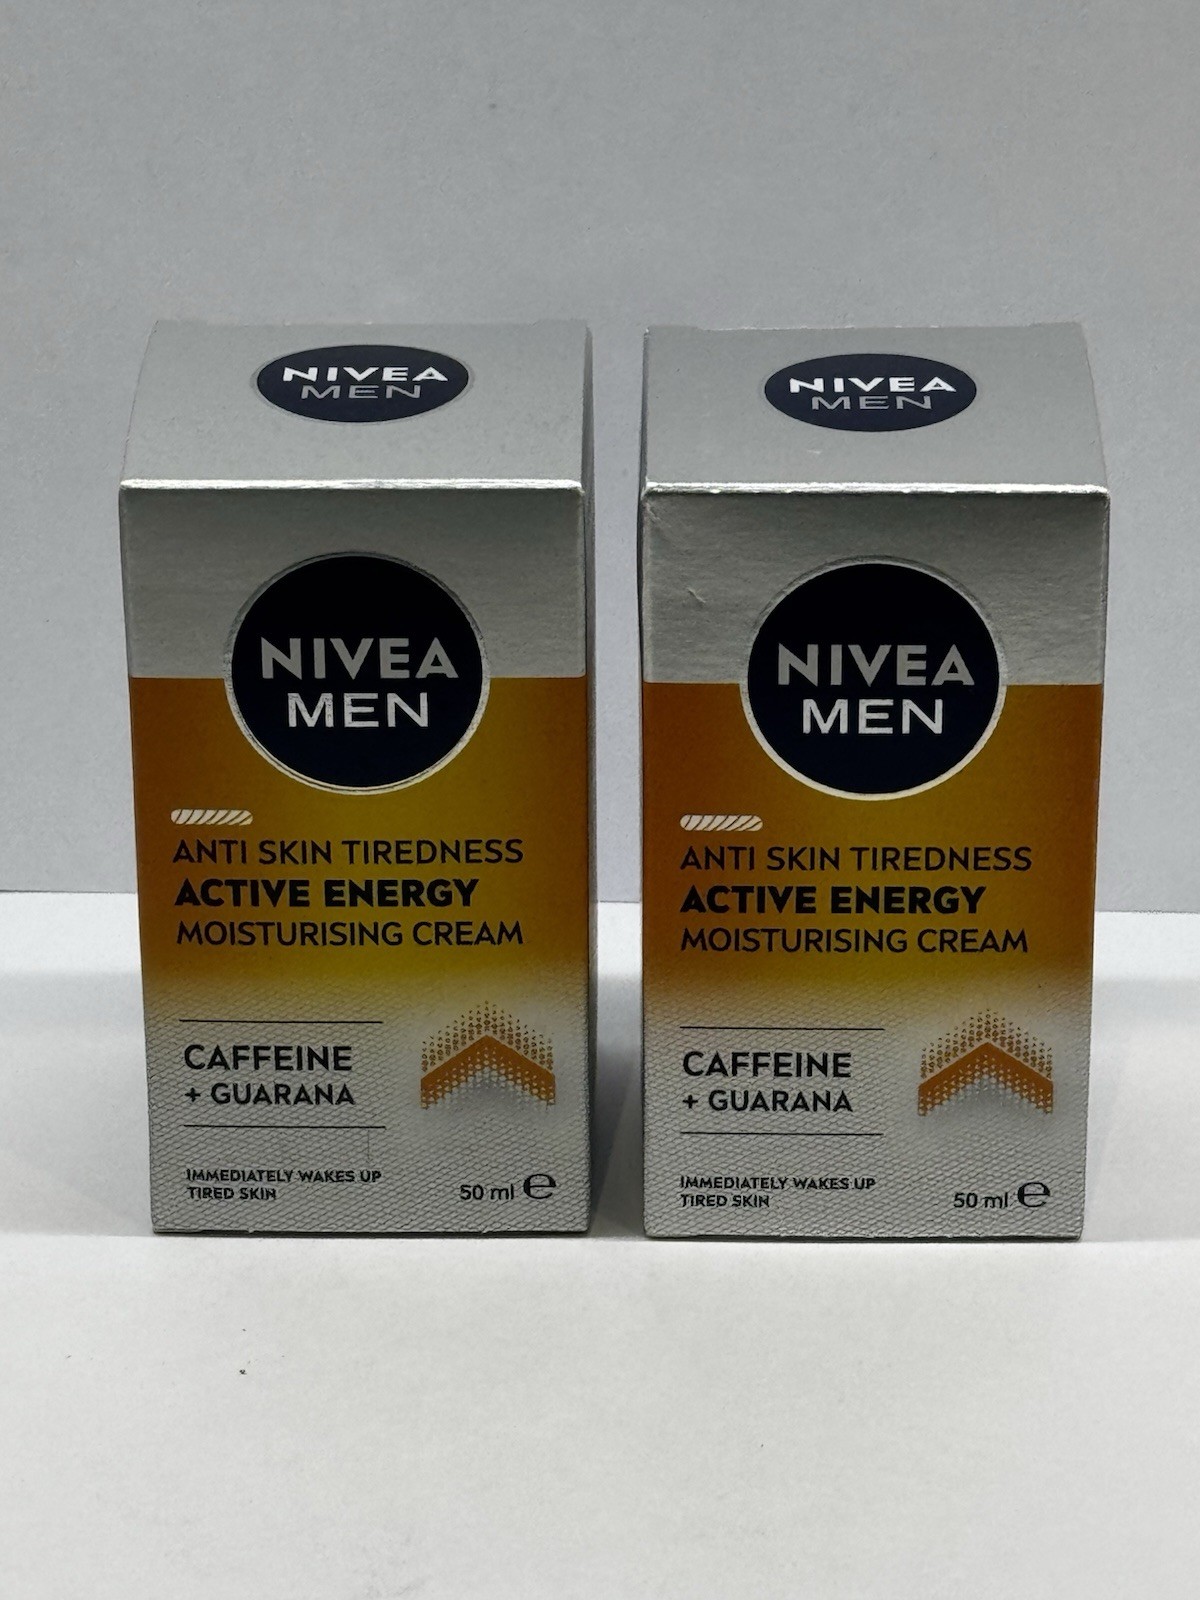 NIVEA
MEN
NIVEA
MEN
ANTI SKIN TIREDNESS
ACTIVE ENERGY
MOISTURISING CREAM
CAFFEINE
+ GUARANA
IMMEDIATELY WAKES UP
TIRED SKIN
50 ml ℮
NIVEA
MEN
NIVEA
MEN
ANTI SKIN TIREDNESS
ACTIVE ENERGY
MOISTURISING CREAM
CAFFEINE
+ GUARANA
IMMEDIATELY WAKES UP
TIRED SKIN
50 ml ℮